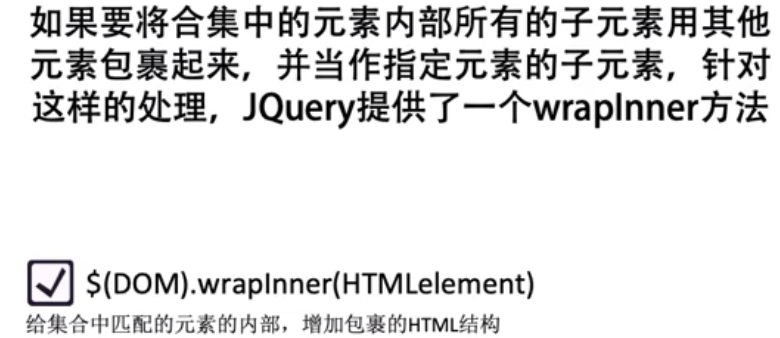 如果要将合集中的元素内部所有的子元素用其他
元素包裹起来，并当作指定元素的子元素，针对
这样的处理，JQuery提供了一个wrapInner方法
$(DOM).wrapInner(HTMLelement)
给集合中匹配的元素的内部，增加包裹的HTML结构